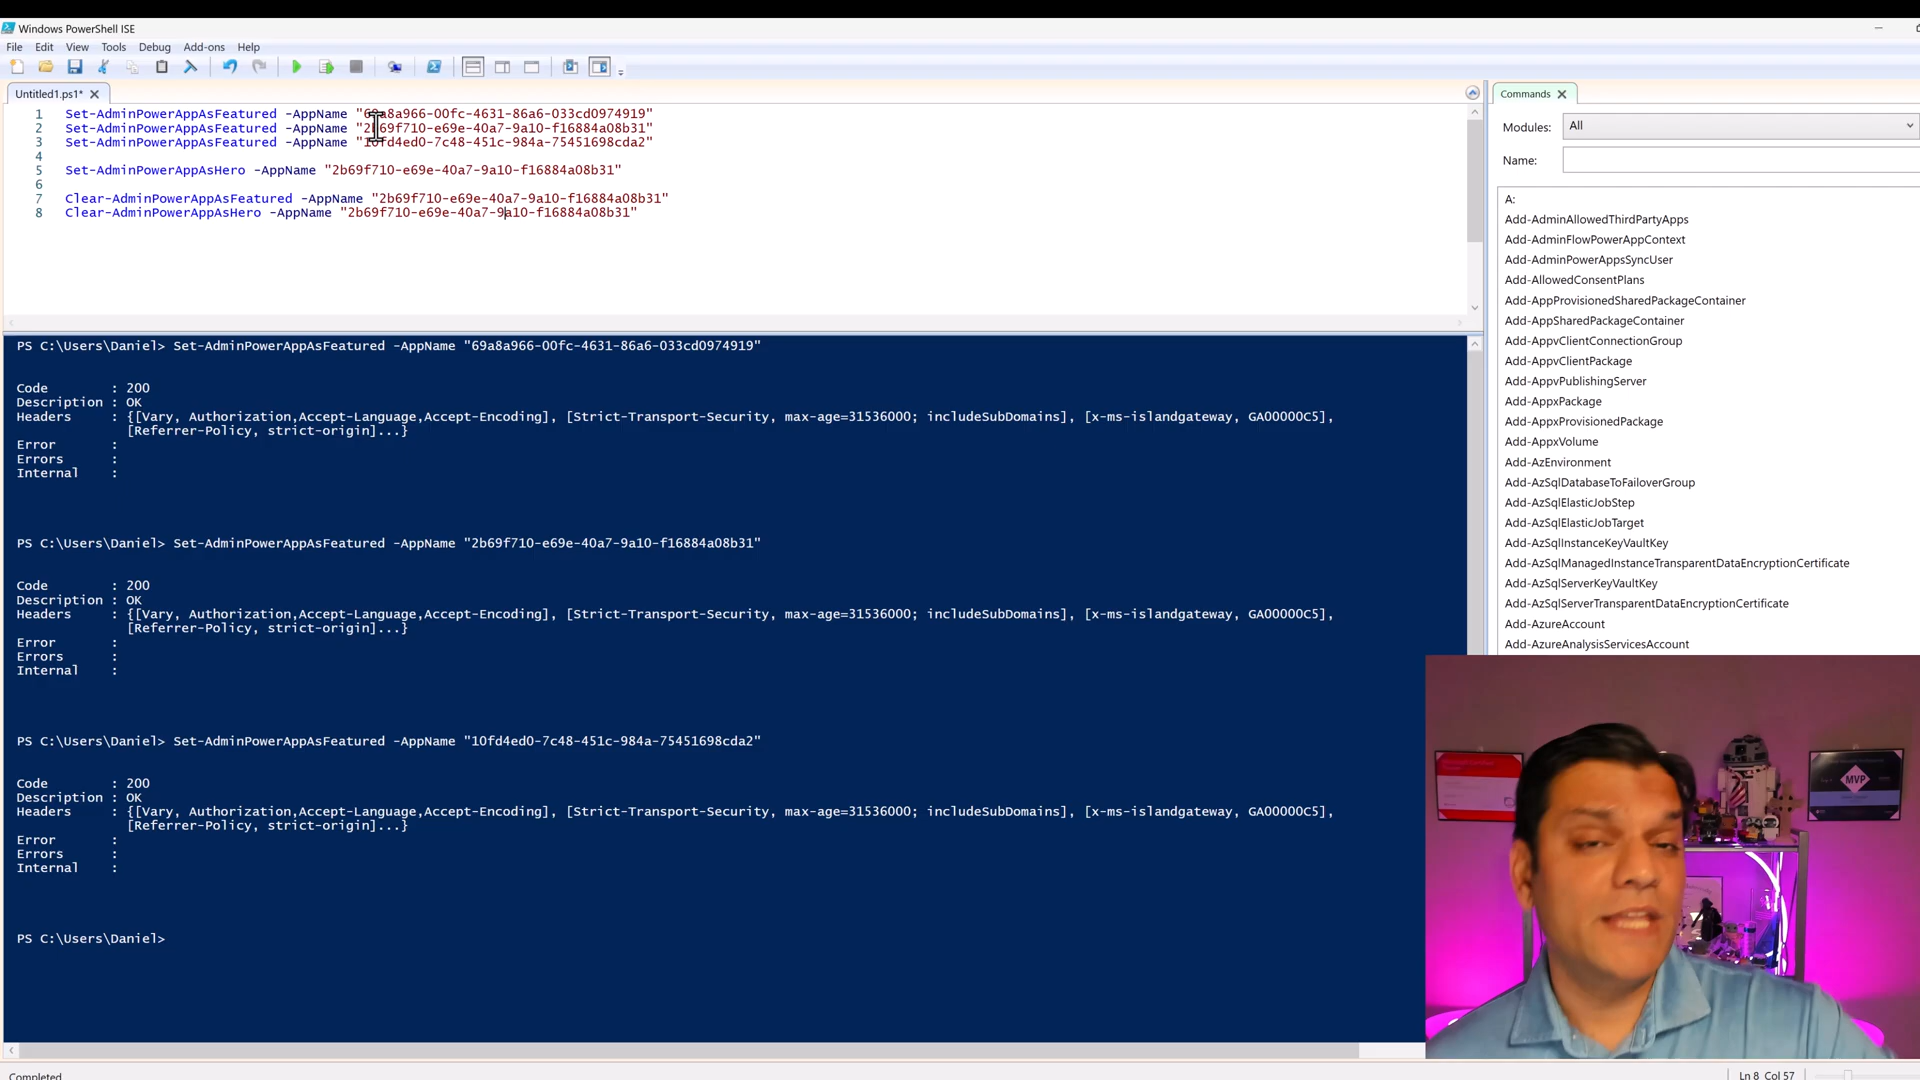 Windows PowerShell ISE
File Edit View Tools Debug Add-ons Help
Untitled1.ps1*
1 Set-AdminPowerAppAsFeatured -AppName "69a8a966-00fc-4631-86a6-033cd0974919"
2 Set-AdminPowerAppAsFeatured -AppName "2b69f710-e69e-40a7-9a10-f16884a08b31"
3 Set-AdminPowerAppAsFeatured -AppName "10fd4ed0-7c48-451c-984a-75451698cda2"
4
5 Set-AdminPowerAppAsHero -AppName "2b69f710-e69e-40a7-9a10-f16884a08b31"
6
7 Clear-AdminPowerAppAsFeatured -AppName "2b69f710-e69e-40a7-9a10-f16884a08b31"
8 Clear-AdminPowerAppAsHero -AppName "2b69f710-e69e-40a7-9a10-f16884a08b31"
PS C:\Users\Daniel> Set-AdminPowerAppAsFeatured -AppName "69a8a966-00fc-4631-86a6-033cd0974919"
Code : 200
Description : OK
Headers : {[Vary, Authorization,Accept-Language,Accept-Encoding], [Strict-Transport-Security, max-age=31536000; includeSubDomains], [x-ms-islandgateway, GA00000C5],
[Referrer-Policy, strict-origin]...}
Error :
Errors :
Internal :
PS C:\Users\Daniel> Set-AdminPowerAppAsFeatured -AppName "2b69f710-e69e-40a7-9a10-f16884a08b31"
Code : 200
Description : OK
Headers : {[Vary, Authorization,Accept-Language,Accept-Encoding], [Strict-Transport-Security, max-age=31536000; includeSubDomains], [x-ms-islandgateway, GA00000C5],
[Referrer-Policy, strict-origin]...}
Error :
Errors :
Internal :
PS C:\Users\Daniel> Set-AdminPowerAppAsFeatured -AppName "10fd4ed0-7c48-451c-984a-75451698cda2"
Code : 200
Description : OK
Headers : {[Vary, Authorization,Accept-Language,Accept-Encoding], [Strict-Transport-Security, max-age=31536000; includeSubDomains], [x-ms-islandgateway, GA00000C5],
[Referrer-Policy, strict-origin]...}
Error :
Errors :
Internal :
PS C:\Users\Daniel>
Commands
Modules: All
Name:
A:
Add-AdminAllowedThirdPartyApps
Add-AdminFlowPowerAppContext
Add-AdminPowerAppsSyncUser
Add-AllowedConsentPlans
Add-AppProvisionedSharedPackageContainer
Add-AppSharedPackageContainer
Add-AppvClientConnectionGroup
Add-AppvClientPackage
Add-AppvPublishingServer
Add-AppxPackage
Add-AppxProvisionedPackage
Add-AppxVolume
Add-AzEnvironment
Add-AzSqlDatabaseToFailoverGroup
Add-AzSqlElasticJobStep
Add-AzSqlElasticJobTarget
Add-AzSqlInstanceKeyVaultKey
Add-AzSqlManagedInstanceTransparentDataEncryptionCertificate
Add-AzSqlServerKeyVaultKey
Add-AzSqlServerTransparentDataEncryptionCertificate
Add-AzureAccount
Add-AzureAnalysisServicesAccount
MVP
Completed
Ln 8 Col 57